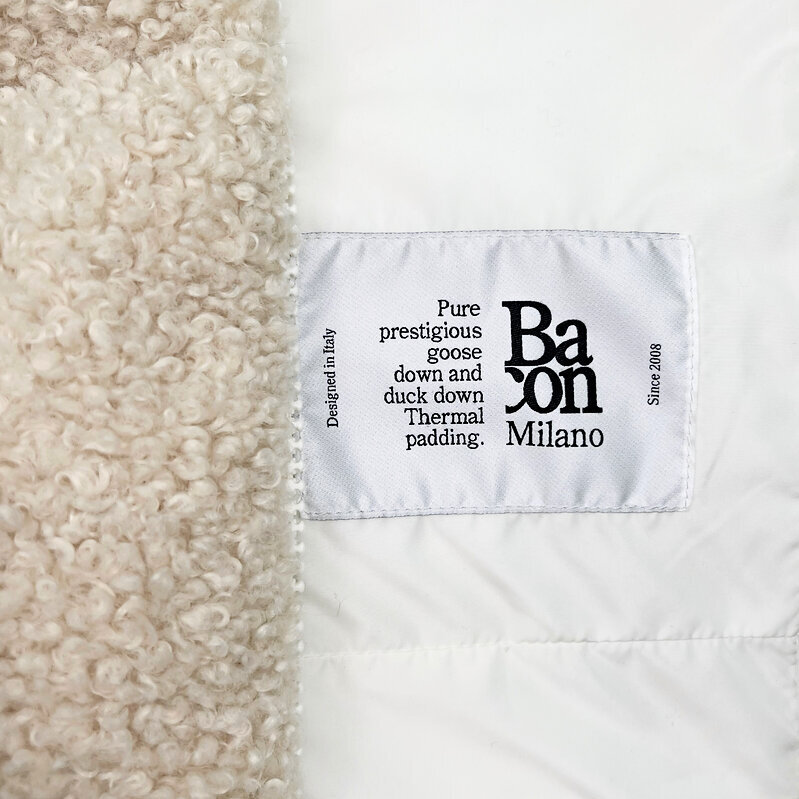 Designed in Italy
Pure
prestigious
goose
down and
duck down
Thermal
padding.
Ba
con
Milano
Since 2008